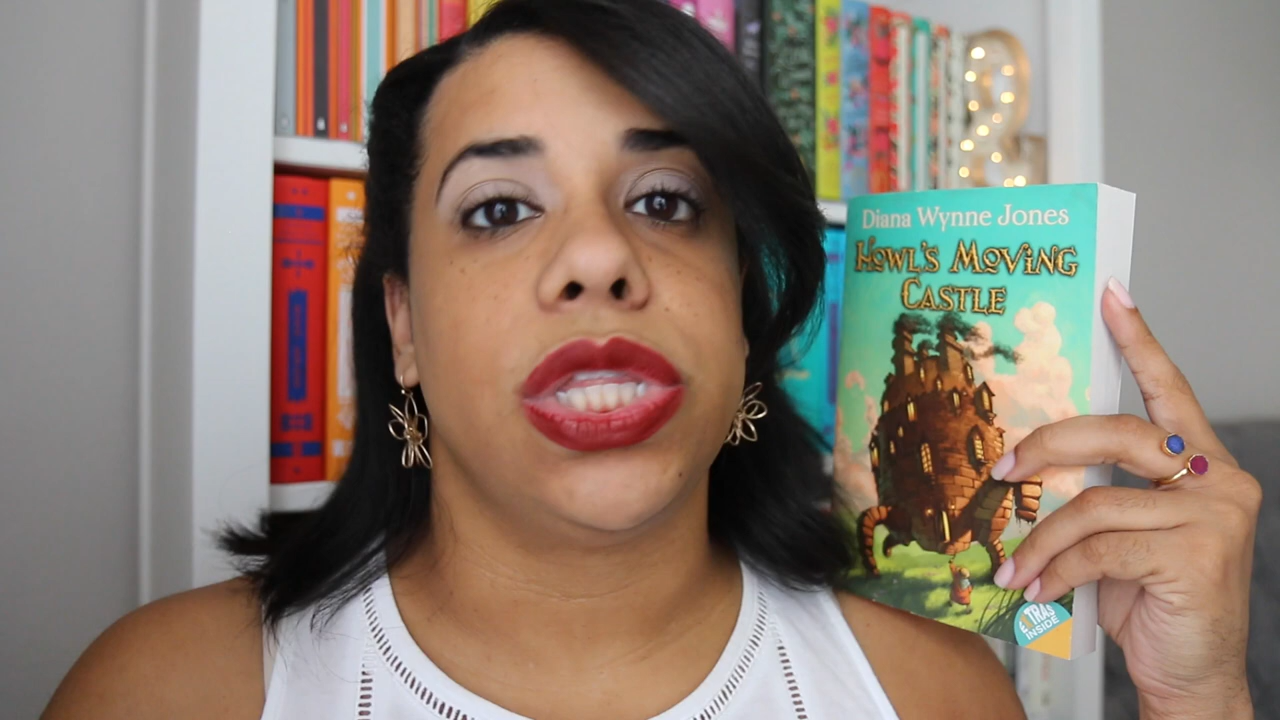 Diana Wynne Jones
HOWL'S MOVING
CASTLE
EXTRAS
INSIDE